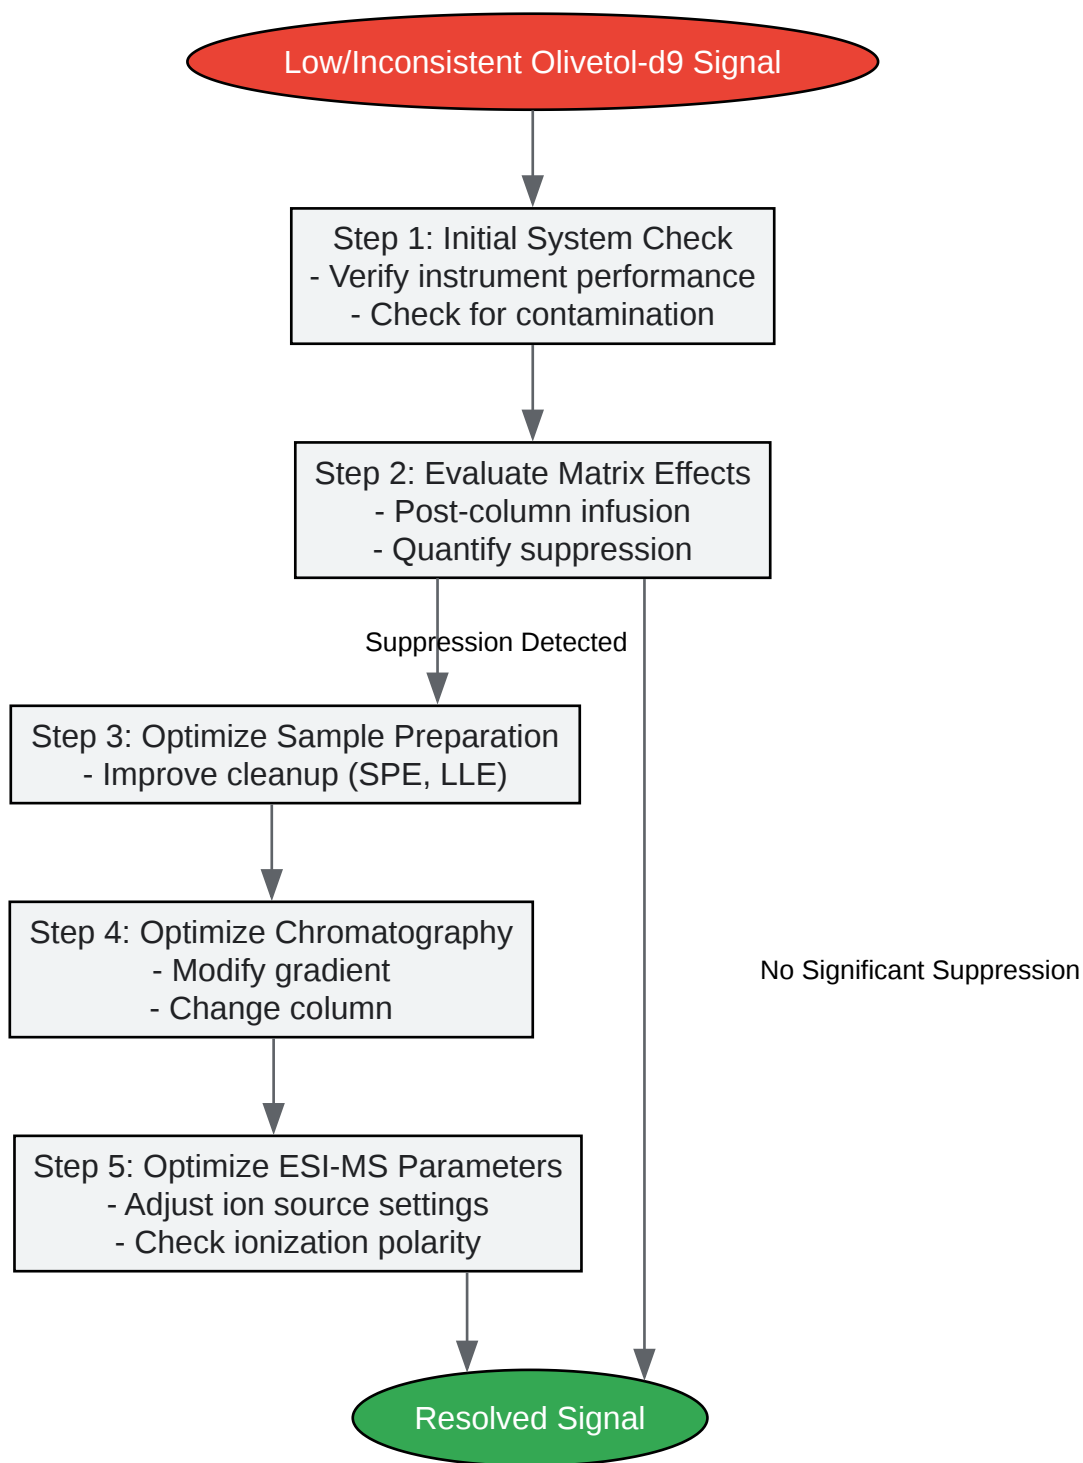 Low/Inconsistent Olivetol-d9 Signal
Step 1: Initial System Check
- Verify instrument performance
- Check for contamination
Step 2: Evaluate Matrix Effects
- Post-column infusion
- Quantify suppression
Suppression Detected
Step 3: Optimize Sample Preparation
- Improve cleanup (SPE, LLE)
Step 4: Optimize Chromatography
- Modify gradient
- Change column
No Significant Suppression
Step 5: Optimize ESI-MS Parameters
- Adjust ion source settings
- Check ionization polarity
Resolved Signal